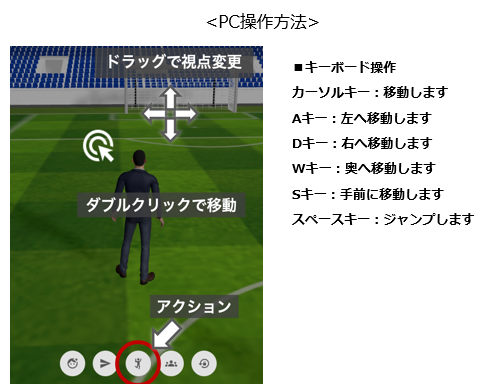 <PC操作方法>
ドラッグで視点変更
ダブルクリックで移動
アクション
■キーボード操作
カーソルキー：移動します
Aキー：左へ移動します
Dキー：右へ移動します
Wキー：奥へ移動します
Sキー：手前に移動します
スペースキー：ジャンプします